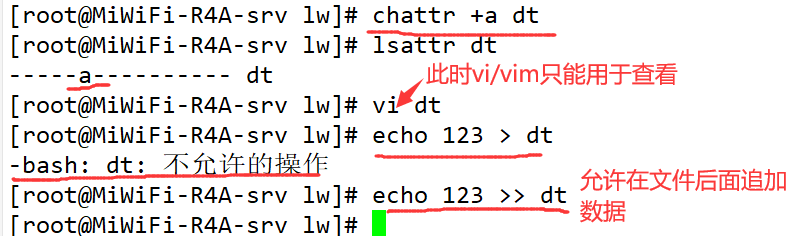 [root@MiWiFi-R4A-srv lw]# chattr +a dt
[root@MiWiFi-R4A-srv lw]# lsattr dt
-----a---------- dt
此时vi/vim只能用于查看
[root@MiWiFi-R4A-srv lw]# vi dt
[root@MiWiFi-R4A-srv lw]# echo 123 > dt
-bash: dt: 不允许的操作
[root@MiWiFi-R4A-srv lw]# echo 123 >> dt
允许在文件后面追加
数据
[root@MiWiFi-R4A-srv lw]#